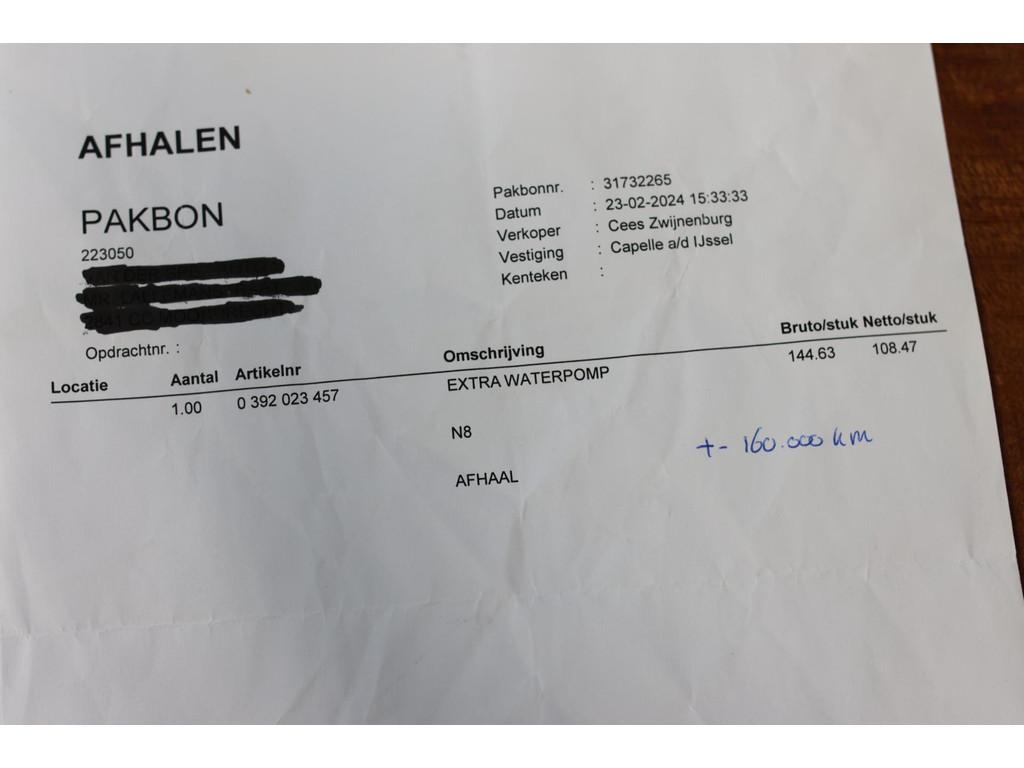 AFHALEN
PAKBON
223050
Pakbonnr. : 31732265
Datum : 23-02-2024 15:33:33
Verkoper : Cees Zwijnenburg
Vestiging : Capelle a/d IJssel
Kenteken :
Opdrachtnr. :
Locatie Aantal Artikelnr Omschrijving Bruto/stuk Netto/stuk
1.00 0 392 023 457 EXTRA WATERPOMP 144.63 108.47
N8
+- 160.000 km
AFHAAL